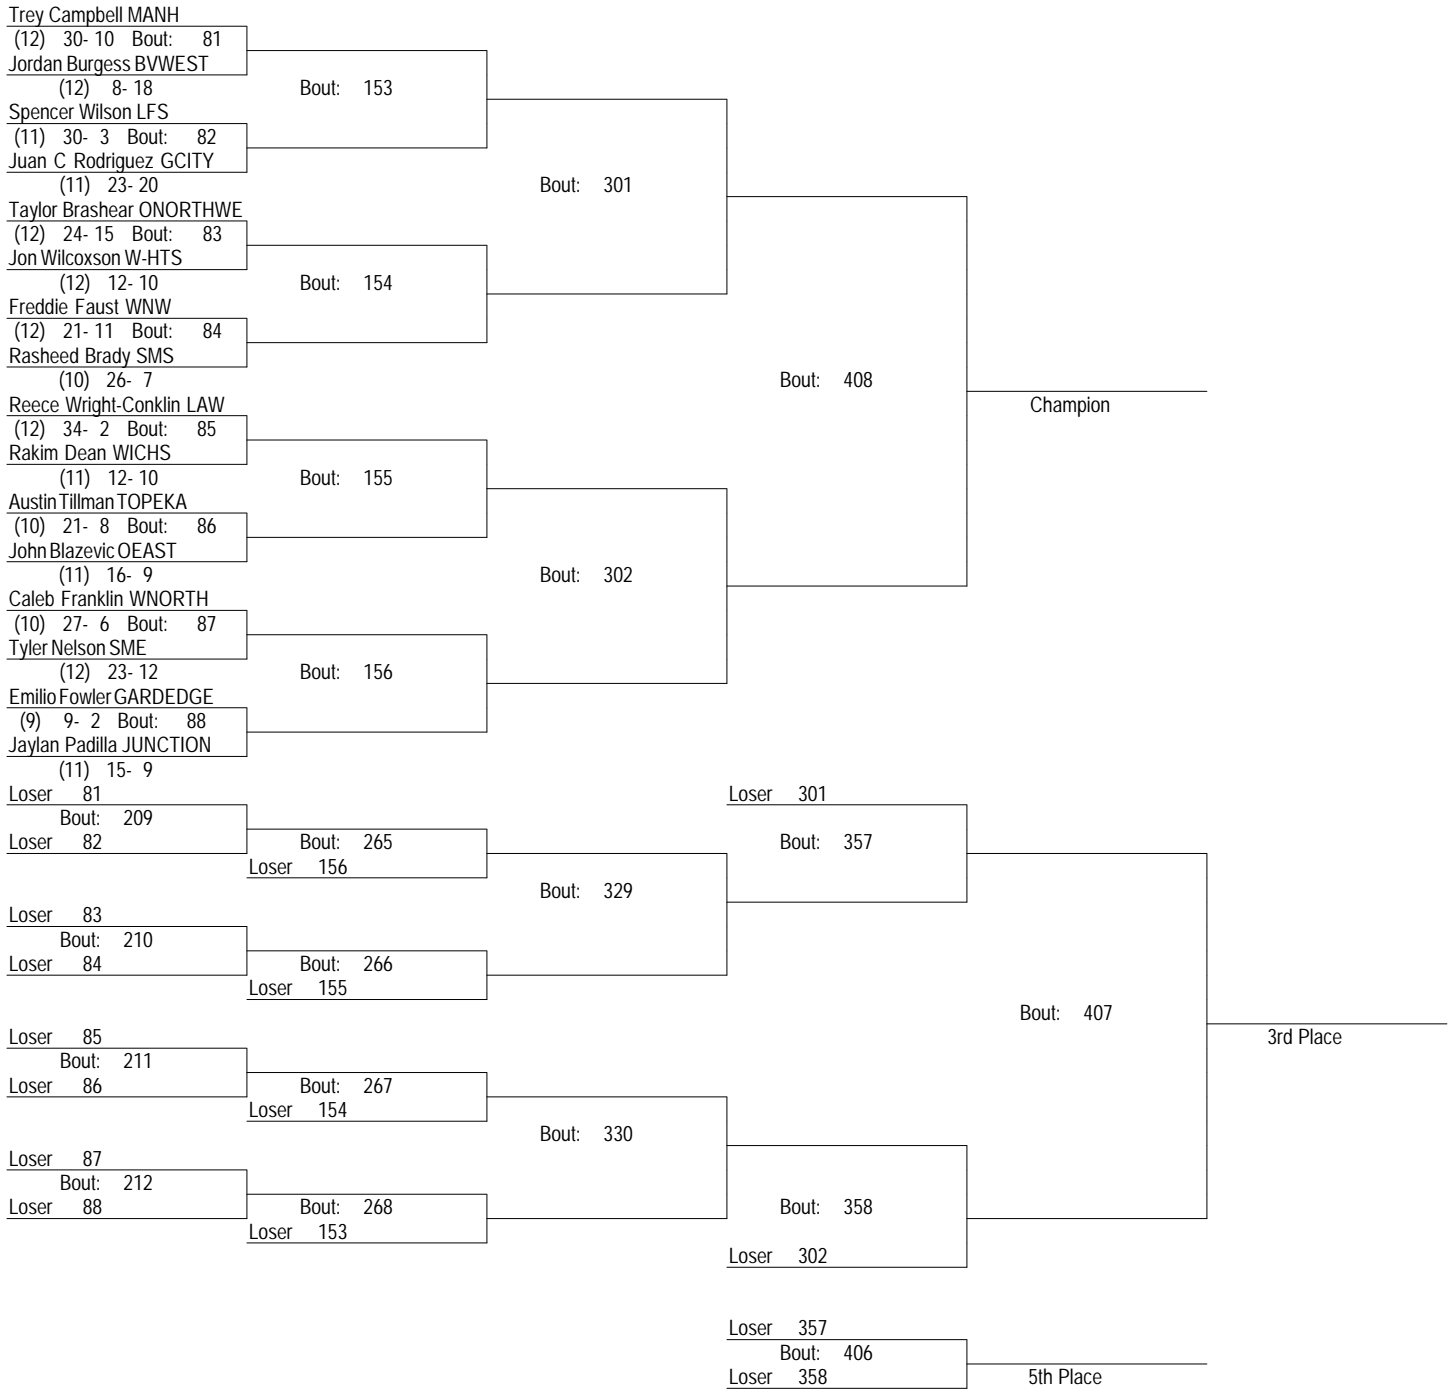 Trey Campbell MANH
(12) 30- 10 Bout: 81
Jordan Burgess BVWEST
(12) 8- 18
Bout: 153
Spencer Wilson LFS
(11) 30- 3 Bout: 82
Juan C Rodriguez GCITY
(11) 23- 20
Bout: 301
Taylor Brashear ONORTHWE
(12) 24- 15 Bout: 83
Jon Wilcoxson W-HTS
(12) 12- 10
Bout: 154
Freddie Faust WNW
(12) 21- 11 Bout: 84
Rasheed Brady SMS
(10) 26- 7
Bout: 408
Reece Wright-Conklin LAW
Champion
(12) 34- 2 Bout: 85
Rakim Dean WICHS
(11) 12- 10
Bout: 155
Austin Tillman TOPEKA
(10) 21- 8 Bout: 86
John Blazevic OEAST
(11) 16- 9
Bout: 302
Caleb Franklin WNORTH
(10) 27- 6 Bout: 87
Tyler Nelson SME
(12) 23- 12
Bout: 156
Emilio Fowler GARDEDGE
(9) 9- 2 Bout: 88
Jaylan Padilla JUNCTION
(11) 15- 9
Loser 81
Loser 301
Bout: 209
Loser 82
Bout: 265
Bout: 357
Loser 156
Bout: 329
Loser 83
Bout: 210
Loser 84
Bout: 266
Loser 155
Bout: 407
Loser 85
3rd Place
Bout: 211
Loser 86
Bout: 267
Loser 154
Bout: 330
Loser 87
Bout: 212
Loser 88
Bout: 268
Bout: 358
Loser 153
Loser 302
Loser 357
Bout: 406
Loser 358
5th Place